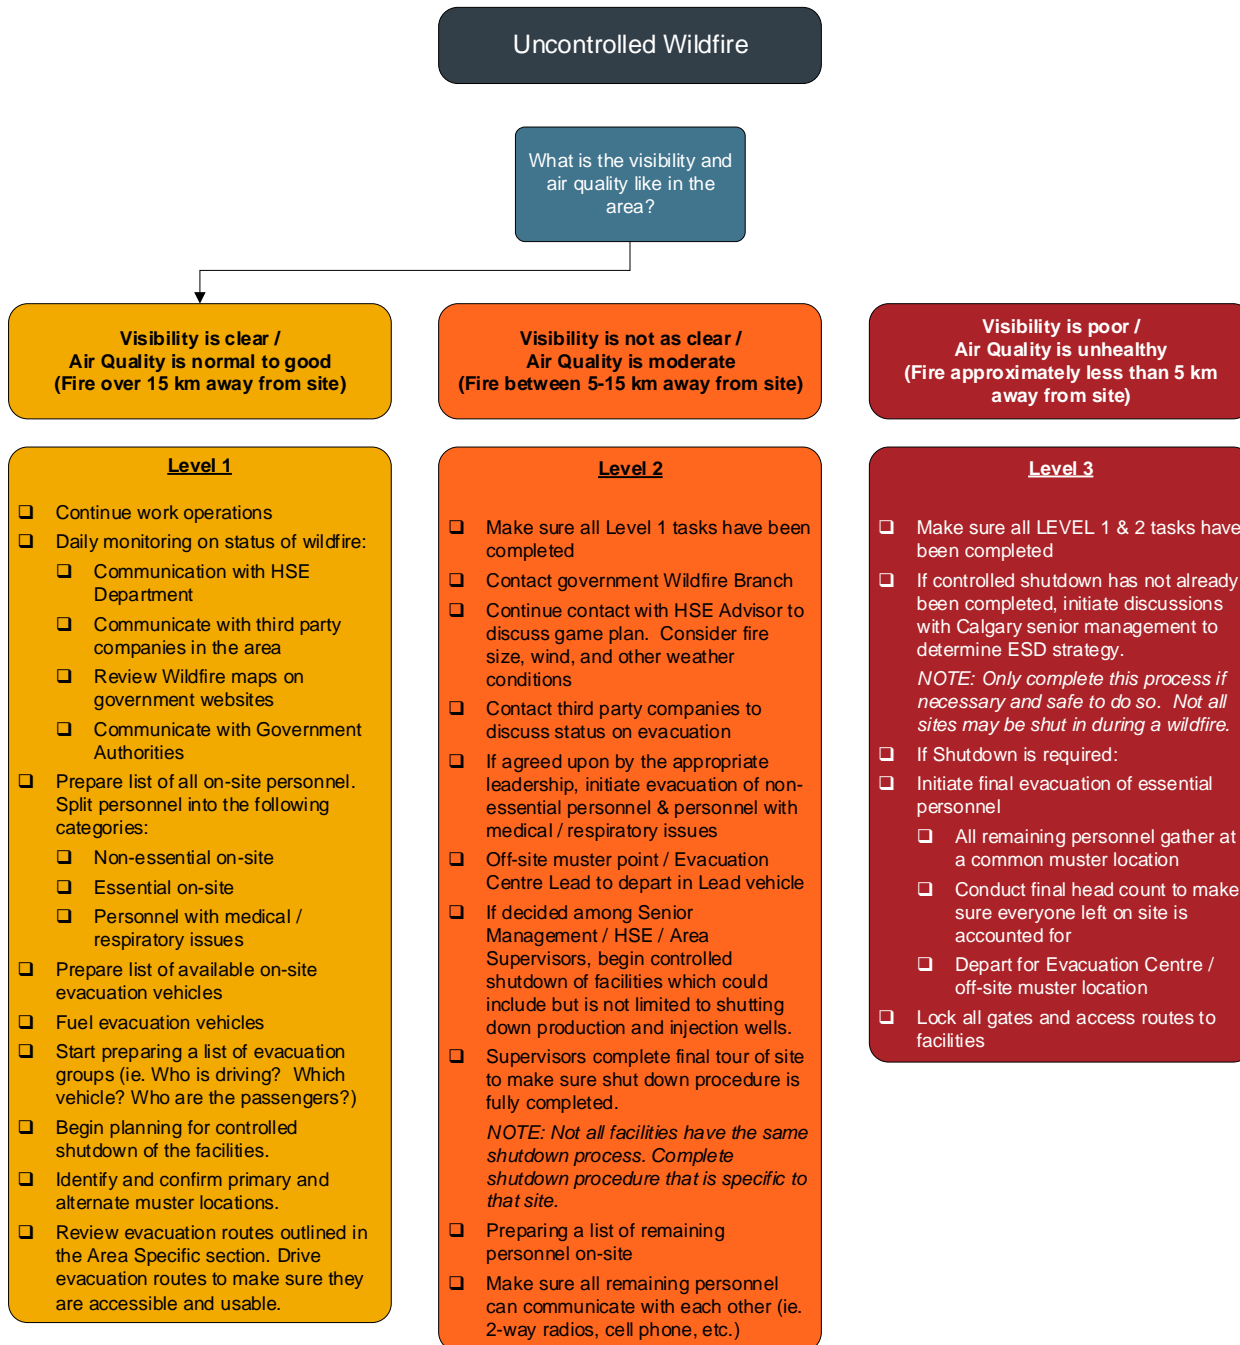 Uncontrolled Wildfire
What is the visibility and
air quality like in the
area?
Visibility is clear /
Air Quality is normal to good
(Fire over 15 km away from site)
Level 1
Continue work operations
Daily monitoring on status of wildfire:
Communication with HSE
Department
Communicate with third party
companies in the area
Review Wildfire maps on
government websites
Communicate with Government
Authorities
Prepare list of all on-site personnel.
Split personnel into the following
categories:
Non-essential on-site
Essential on-site
Personnel with medical /
respiratory issues
Prepare list of available on-site
evacuation vehicles
Fuel evacuation vehicles
Start preparing a list of evacuation
groups (ie. Who is driving?  Which
vehicle? Who are the passengers?)
Begin planning for controlled
shutdown of the facilities.
Identify and confirm primary and
alternate muster locations.
Review evacuation routes outlined in
the Area Specific section. Drive
evacuation routes to make sure they
are accessible and usable.
Visibility is not as clear /
Air Quality is moderate
(Fire between 5-15 km away from site)
Level 2
Make sure all Level 1 tasks have been
completed
Contact government Wildfire Branch
Continue contact with HSE Advisor to
discuss game plan.  Consider fire
size, wind, and other weather
conditions
Contact third party companies to
discuss status on evacuation
If agreed upon by the appropriate
leadership, initiate evacuation of non-
essential personnel & personnel with
medical / respiratory issues
Off-site muster point / Evacuation
Centre Lead to depart in Lead vehicle
If decided among Senior
Management / HSE / Area
Supervisors, begin controlled
shutdown of facilities which could
include but is not limited to shutting
down production and injection wells.
Supervisors complete final tour of site
to make sure shut down procedure is
fully completed.
NOTE: Not all facilities have the same
shutdown process. Complete
shutdown procedure that is specific to
that site.
Preparing a list of remaining
personnel on-site
Make sure all remaining personnel
can communicate with each other (ie.
2-way radios, cell phone, etc.)
Visibility is poor /
Air Quality is unhealthy
(Fire approximately less than 5 km
away from site)
Level 3
Make sure all LEVEL 1 & 2 tasks have
been completed
If controlled shutdown has not already
been completed, initiate discussions
with Calgary senior management to
determine ESD strategy.
NOTE: Only complete this process if
necessary and safe to do so.  Not all
sites may be shut in during a wildfire.
If Shutdown is required:
Initiate final evacuation of essential
personnel
All remaining personnel gather at
a common muster location
Conduct final head count to make
sure everyone left on site is
accounted for
Depart for Evacuation Centre /
off-site muster location
Lock all gates and access routes to
facilities